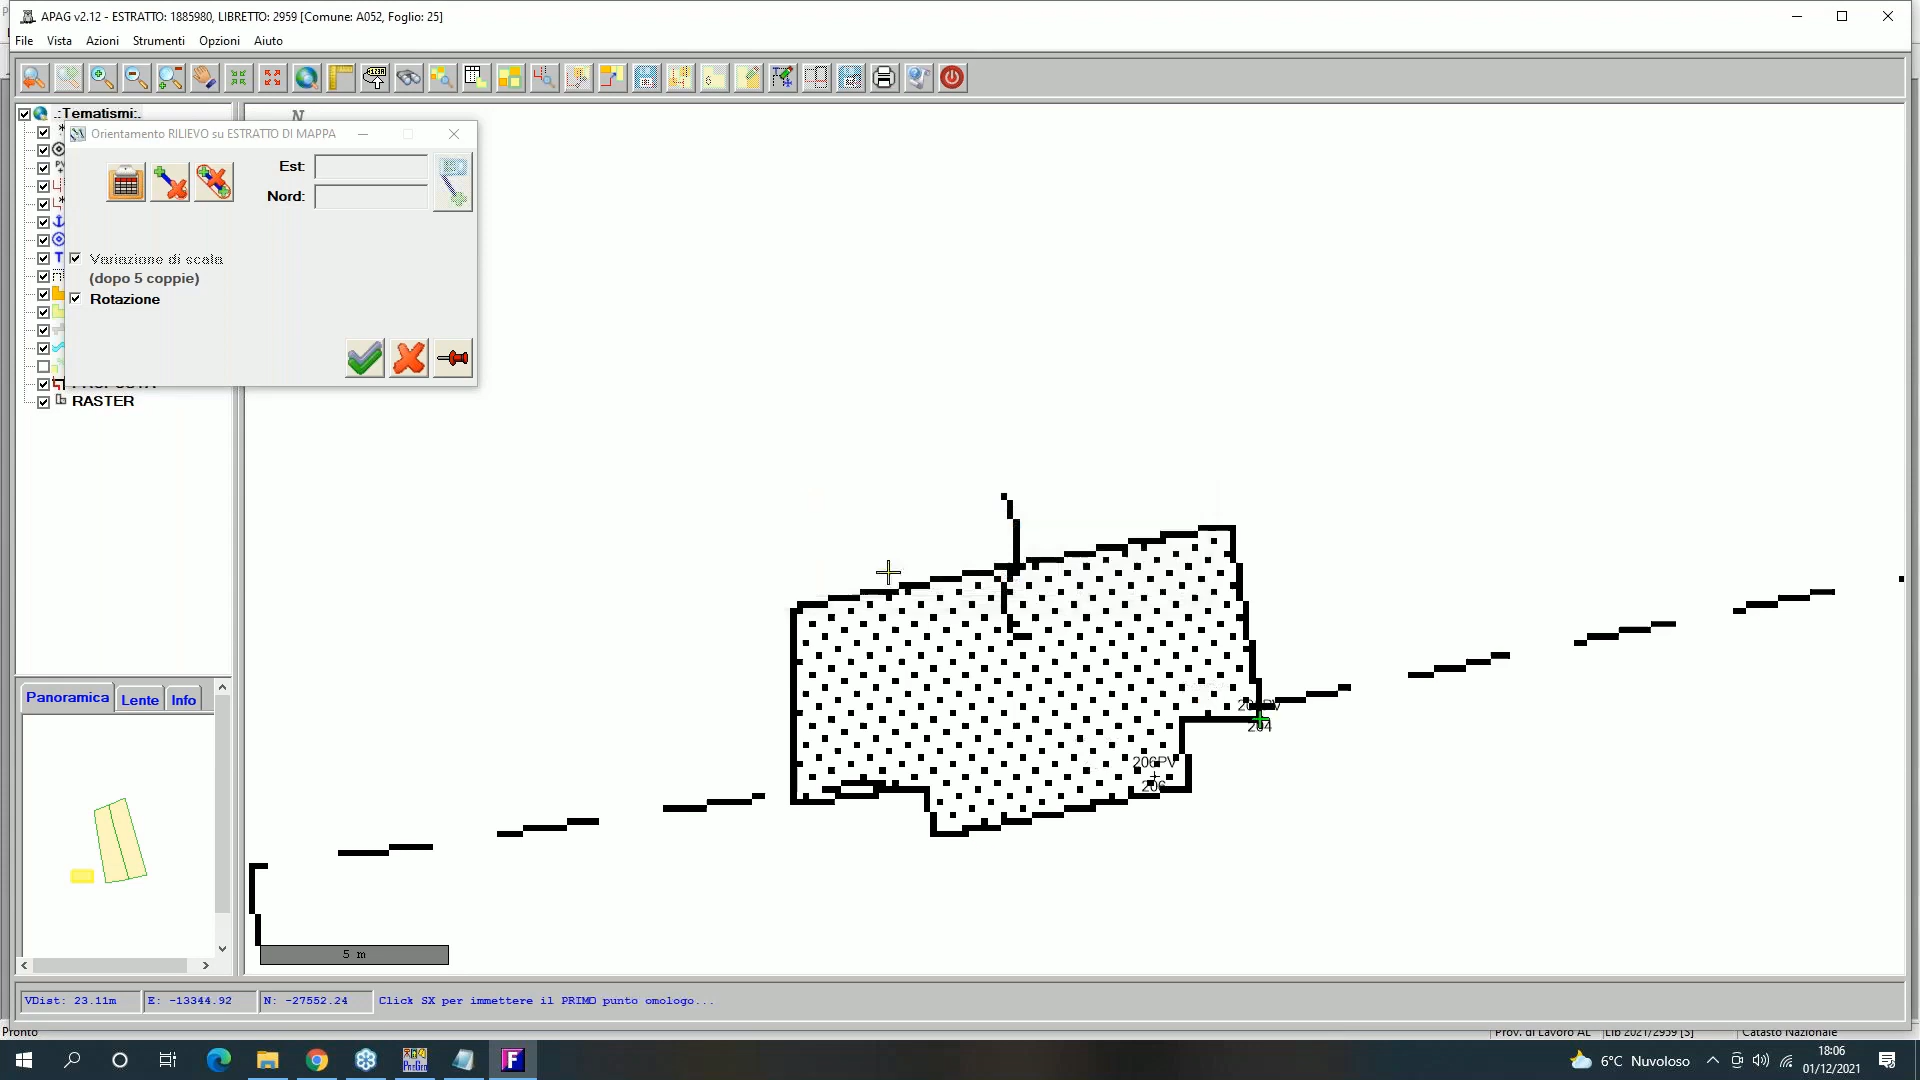 APAG v2.12 - ESTRATTO: 1885980, LIBRETTO: 2959 [Comune: A052, Foglio: 25]
File Vista Azioni Strumenti Opzioni Aiuto
.:Tematismi:.
N
Orientamento RILIEVO su ESTRATTO DI MAPPA
Est:
Nord:
Variazione di scala
(dopo 5 coppie)
Rotazione
RASTER
204
206PV
206
Panoramica Lente Info
5 m
VDist: 23.11m E: -13344.92 N: -27552.24 Click SX per immettere il PRIMO punto omologo...
Pronto Prov. di Lavoro AL Lib 2021/2959 [S] Catasto Nazionale
6°C Nuvoloso 18:06
01/12/2021